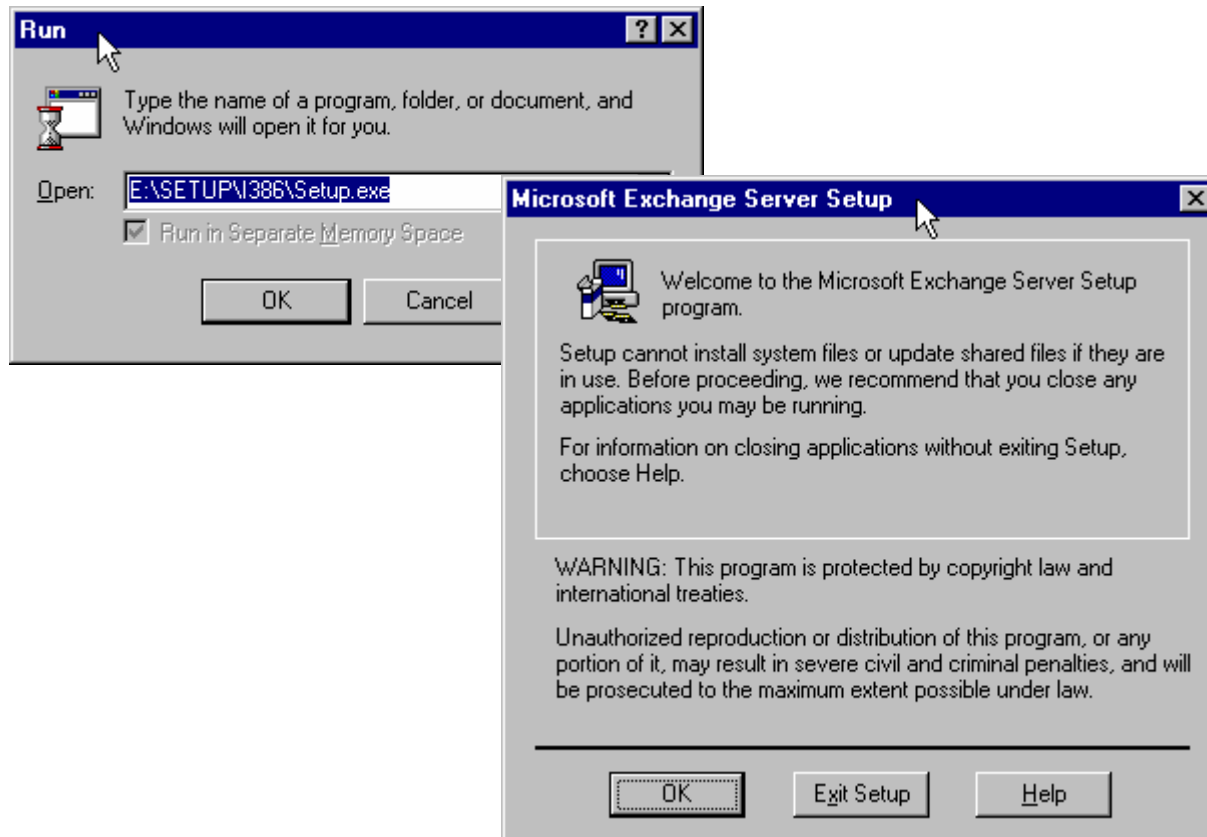 Run
Type the name of a program, folder, or document, and
Windows will open it for you.
Open:
E:\SETUP\I386\Setup.exe
Run in Separate Memory Space
OK
Cancel
Microsoft Exchange Server Setup
Welcome to the Microsoft Exchange Server Setup
program.
Setup cannot install system files or update shared files if they are
in use. Before proceeding, we recommend that you close any
applications you may be running.
For information on closing applications without exiting Setup,
choose Help.
WARNING: This program is protected by copyright law and
international treaties.
Unauthorized reproduction or distribution of this program, or any
portion of it, may result in severe civil and criminal penalties, and will
be prosecuted to the maximum extent possible under law.
OK
Exit Setup
Help